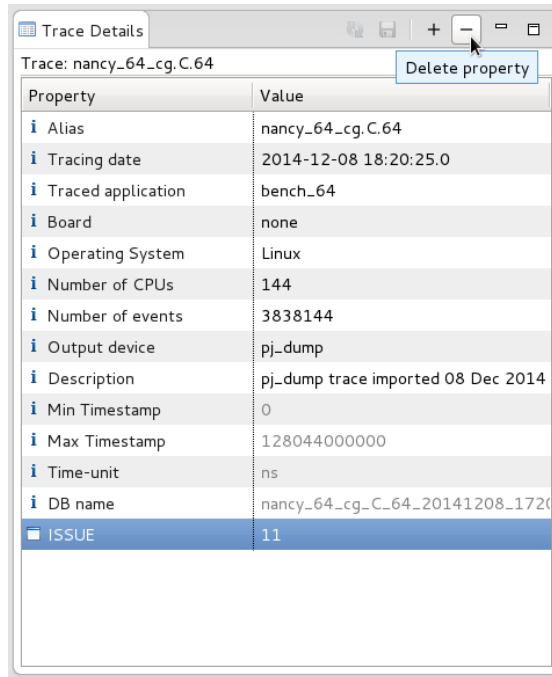 Trace Details
Trace: nancy_64_cg.C.64
Delete property
Property Value
Alias nancy_64_cg.C.64
Tracing date 2014-12-08 18:20:25.0
Traced application bench_64
Board none
Operating System Linux
Number of CPUs 144
Number of events 3838144
Output device pj_dump
Description pj_dump trace imported 08 Dec 2014
Min Timestamp 0
Max Timestamp 128044000000
Time-unit ns
DB name nancy_64_cg_C_64_20141208_1720
ISSUE 11